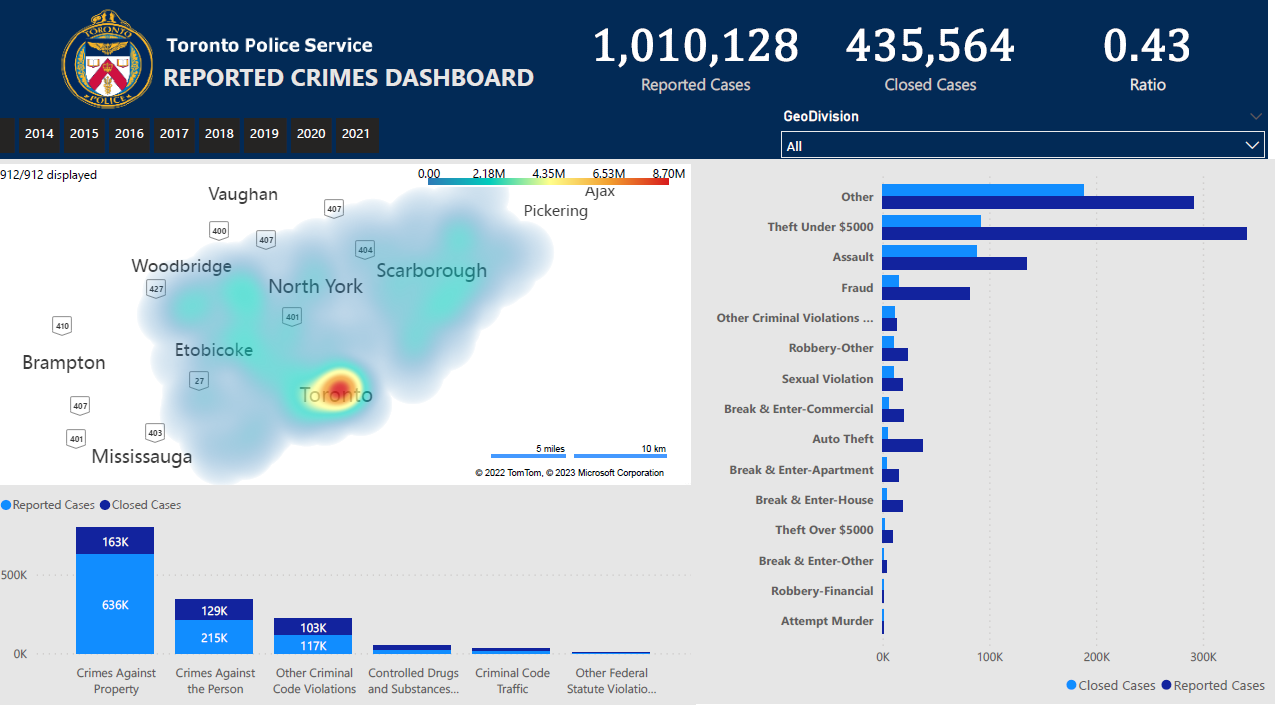 TORONTO
POLICE
Toronto Police Service
REPORTED CRIMES DASHBOARD
1,010,128
Reported Cases
435,564
Closed Cases
0.43
Ratio
2014 2015 2016 2017 2018 2019 2020 2021
GeoDivision
All
912/912 displayed
0.00 2.18M 4.35M 6.53M 8.70M
Vaughan
Ajax
Pickering
407
400
407
404
Woodbridge
Scarborough
427
North York
401
410
Etobicoke
Brampton
27
Toronto
407
403
401
Mississauga
5 miles 10 km
© 2022 TomTom, © 2023 Microsoft Corporation
Reported Cases Closed Cases
500K
0K
163K
636K
129K
215K
103K
117K
Crimes Against
Property
Crimes Against
the Person
Other Criminal
Code Violations
Controlled Drugs
and Substances...
Criminal Code
Traffic
Other Federal
Statute Violatio...
Other
Theft Under $5000
Assault
Fraud
Other Criminal Violations ...
Robbery-Other
Sexual Violation
Break & Enter-Commercial
Auto Theft
Break & Enter-Apartment
Break & Enter-House
Theft Over $5000
Break & Enter-Other
Robbery-Financial
Attempt Murder
0K 100K 200K 300K
Closed Cases Reported Cases